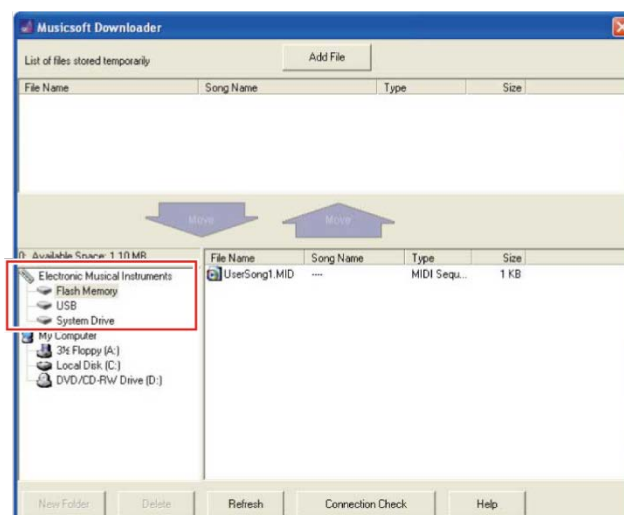 Musicsoft Downloader
List of files stored temporarily
Add File
File Name Song Name Type Size
Move Move
0: Available Space: 1.10 MB
Electronic Musical Instruments
Flash Memory
USB
System Drive
My Computer
3½ Floppy (A:)
Local Disk (C:)
DVD/CD-RW Drive (D:)
File Name Song Name Type Size
UserSong1.MID ---- MIDI Sequ... 1 KB
New Folder Delete Refresh Connection Check Help